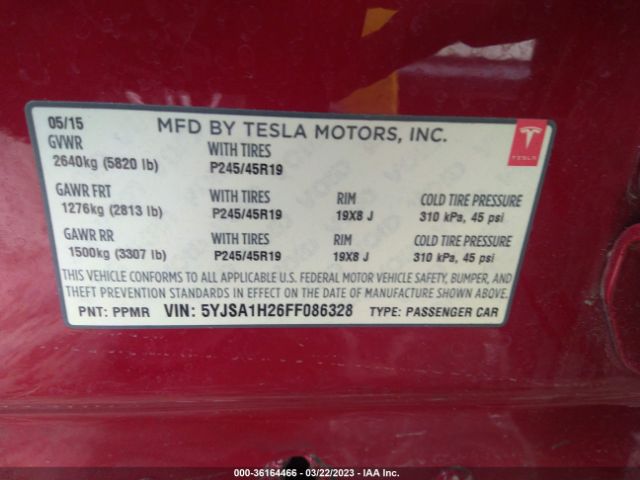 05/15 MFD BY TESLA MOTORS, INC.
TESLA
GVWR WITH TIRES
2640kg (5820 lb) P245/45R19
GAWR FRT WITH TIRES RIM COLD TIRE PRESSURE
1276kg (2813 lb) P245/45R19 19X8 J 310 kPa, 45 psi
GAWR RR WITH TIRES RIM COLD TIRE PRESSURE
1500kg (3307 lb) P245/45R19 19X8 J 310 kPa, 45 psi
THIS VEHICLE CONFORMS TO ALL APPLICABLE U.S. FEDERAL MOTOR VEHICLE SAFETY, BUMPER, AND
THEFT PREVENTION STANDARDS IN EFFECT ON THE DATE OF MANUFACTURE SHOWN ABOVE.
PNT: PPMR VIN: 5YJSA1H26FF086328 TYPE: PASSENGER CAR
000-36164466 - 03/22/2023 - IAA Inc.